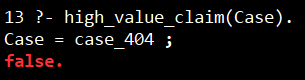 13 ?- high_value_claim(Case).
Case = case_404 ;
false.